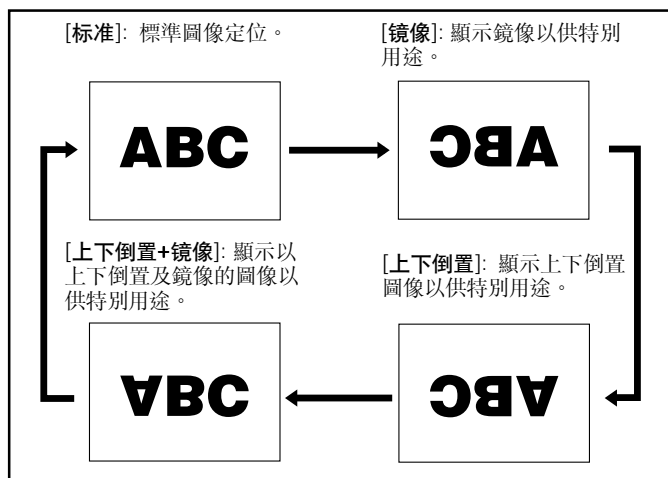 [标准]: 標準圖像定位。
[镜像]: 顯示鏡像以供特別
用途。
ABC
ABC
[上下倒置+镜像]: 顯示以
上下倒置及鏡像的圖像以
供特別用途。
[上下倒置]: 顯示上下倒置
圖像以供特別用途。
ABC
ABC